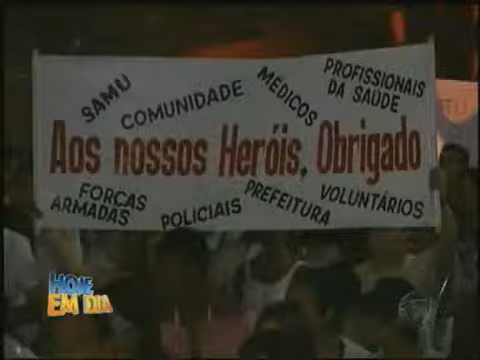 SAMU
COMUNIDADE
MÉDICOS
PROFISSIONAIS
DA SAÚDE
Aos nossos Heróis, Obrigado
FORÇAS
ARMADAS
POLICIAIS
PREFEITURA
VOLUNTÁRIOS
HOJE
EM DIA